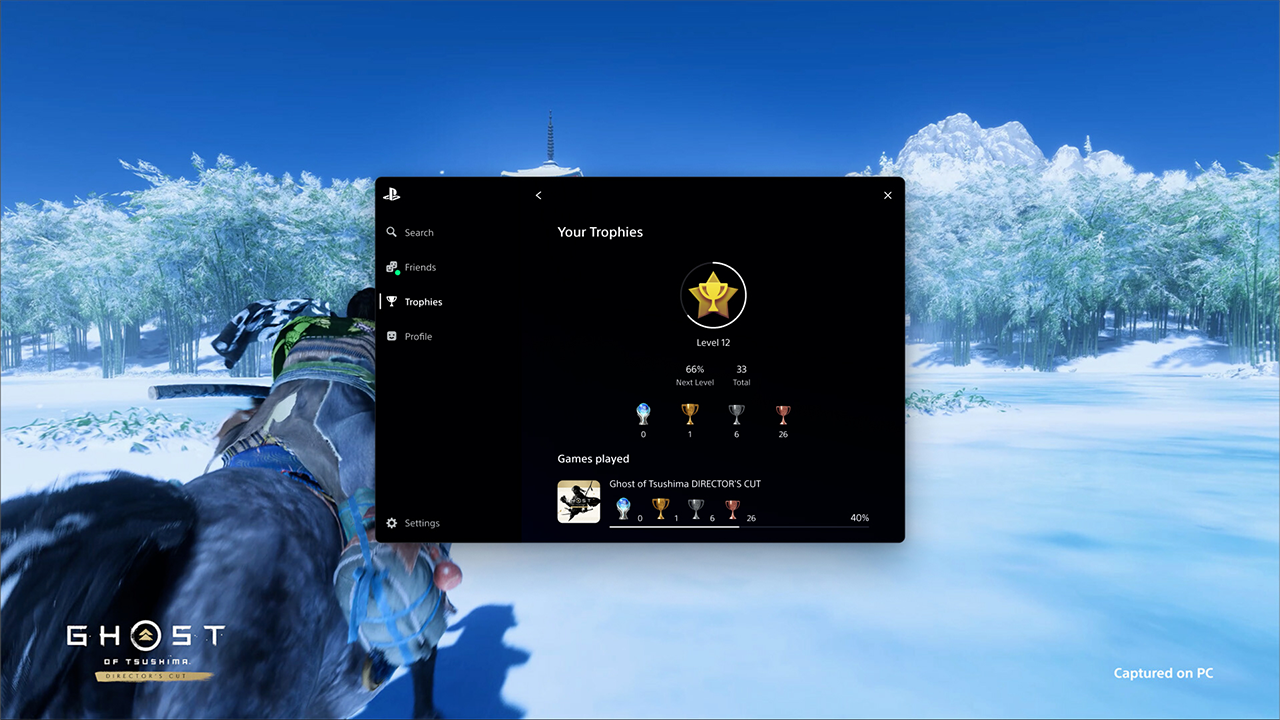 Search
Friends
Trophies
Profile
Settings
Your Trophies
Level 12
66% 33
Next Level Total
0 1 6 26
Games played
Ghost of Tsushima DIRECTOR'S CUT
0 1 6 26
40%
GHOST
OF TSUSHIMA
DIRECTOR'S CUT
Captured on PC